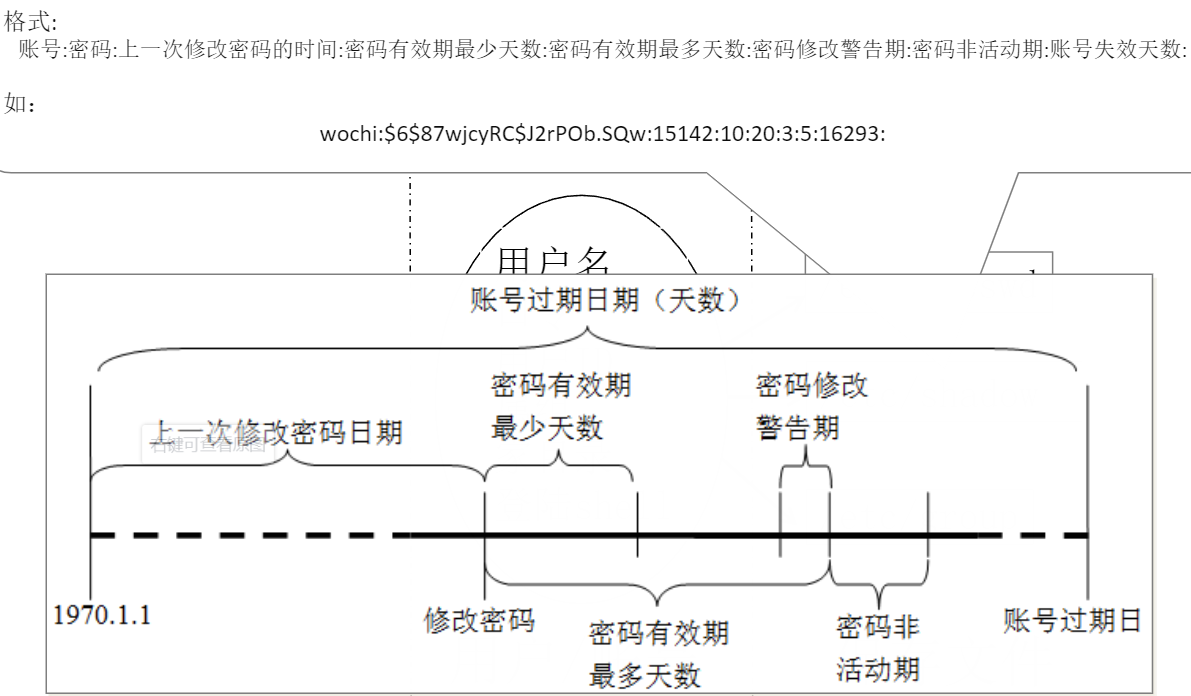 格式:
账号:密码:上一次修改密码的时间:密码有效期最少天数:密码有效期最多天数:密码修改警告期:密码非活动期:账号失效天数:
如：
wochi:$6$87wjcyRC$J2rPOb.SQw:15142:10:20:3:5:16293:
用户名
账号过期日期（天数）
密码有效期
最少天数
密码修改
警告期
上一次修改密码日期
右键可查看原图
1970.1.1
修改密码
密码有效期
最多天数
密码非
活动期
账号过期日